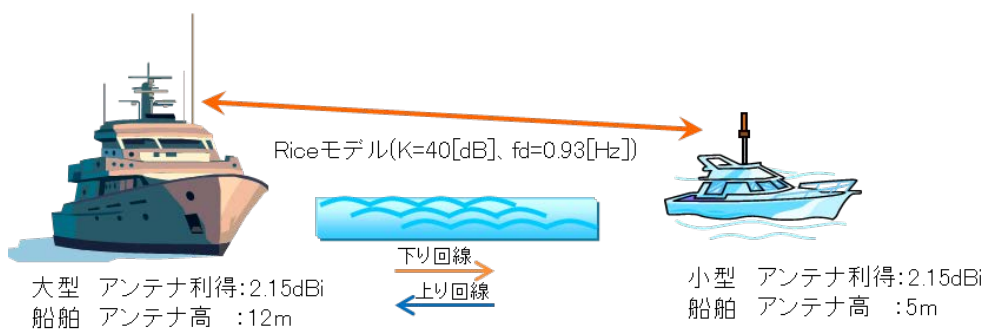 Riceモデル(K=40[dB]、fd=0.93[Hz])
下り回線
上り回線
大型 アンテナ利得:2.15dBi
船舶 アンテナ高 :12m
小型 アンテナ利得:2.15dBi
船舶 アンテナ高 :5m